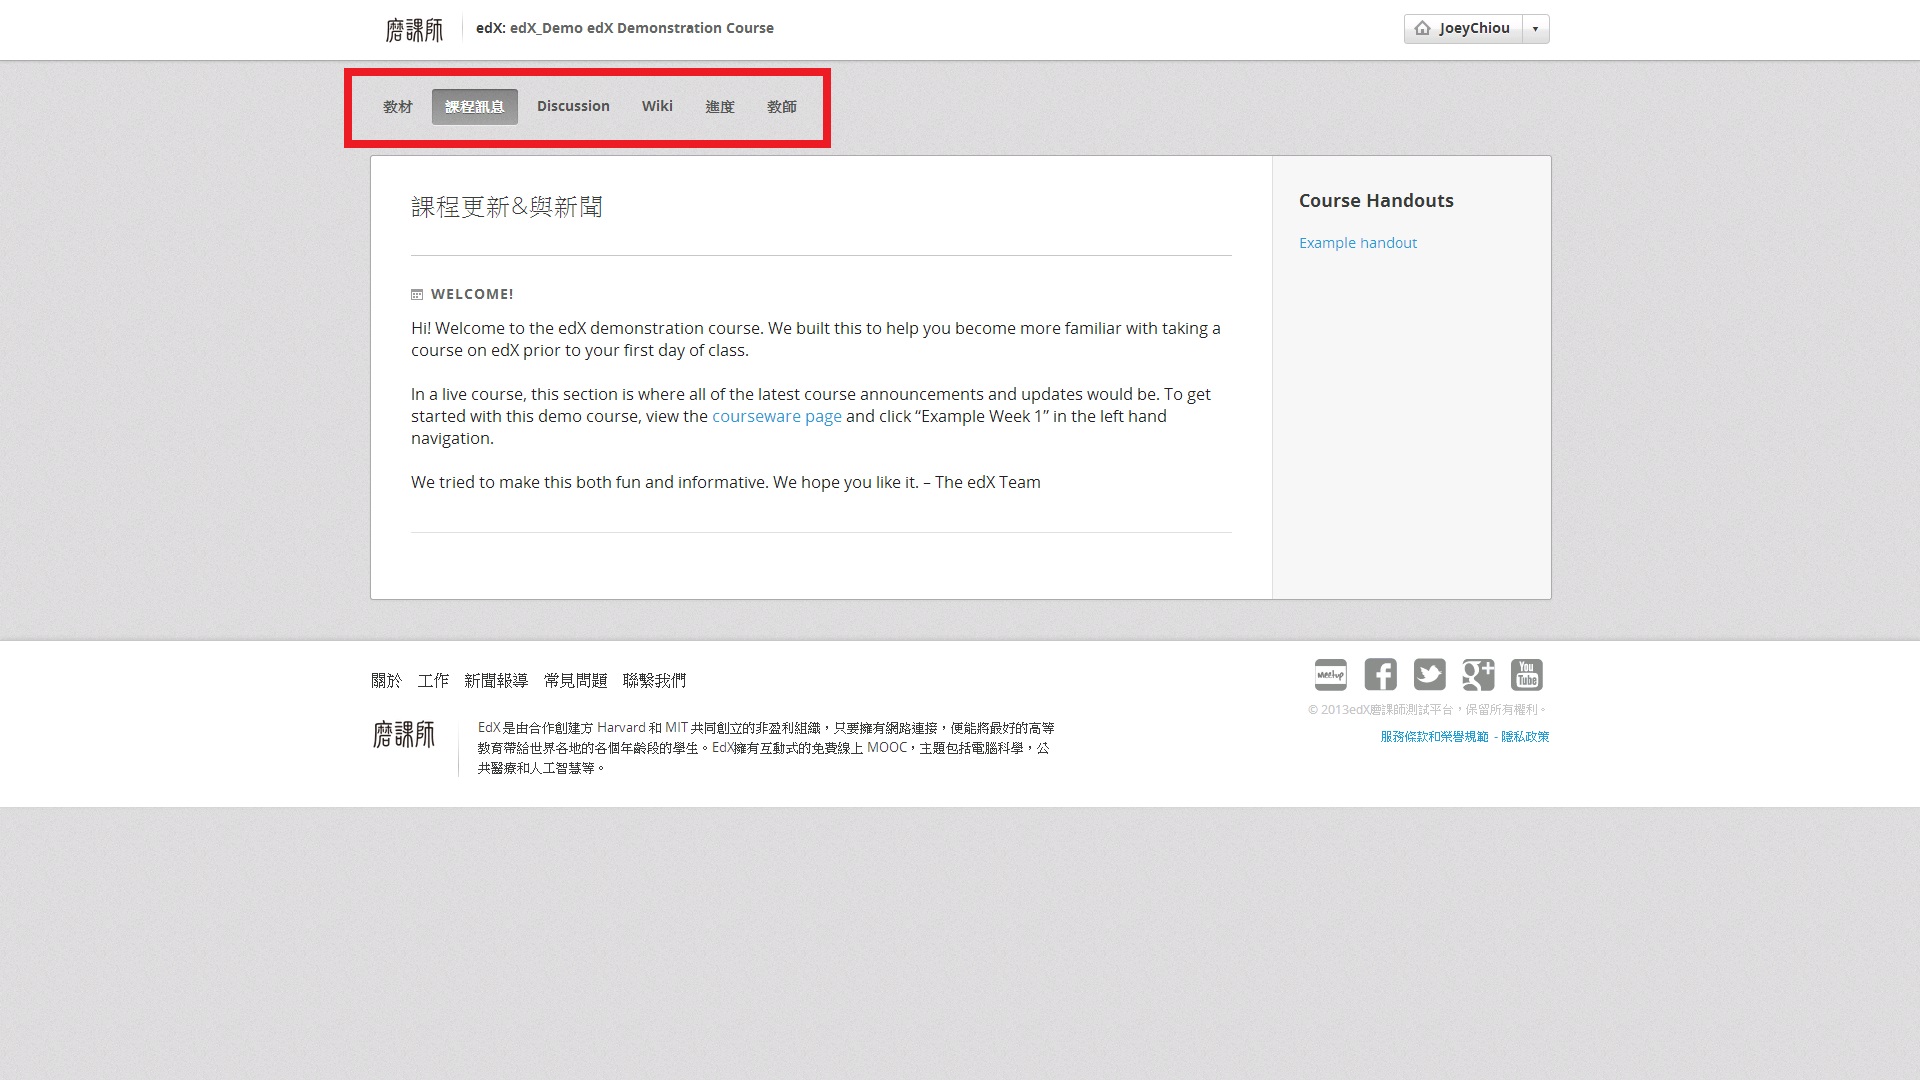 磨課師
edX: edX_Demo edX Demonstration Course
JoeyChiou
教材 課程訊息 Discussion Wiki 進度 教師
課程更新&與新聞
WELCOME!
Hi! Welcome to the edX demonstration course. We built this to help you become more familiar with taking a
course on edX prior to your first day of class.
In a live course, this section is where all of the latest course announcements and updates would be. To get
started with this demo course, view the courseware page and click “Example Week 1” in the left hand
navigation.
We tried to make this both fun and informative. We hope you like it. – The edX Team
Course Handouts
Example handout
關於 工作 新聞報導 常見問題 聯繫我們
磨課師
EdX是由合作創建方 Harvard 和 MIT 共同創立的非盈利組織，只要擁有網路連接，便能將最好的高等
教育帶給世界各地的各個年齡段的學生。EdX擁有互動式的免費線上 MOOC，主題包括電腦科學，公
共醫療和人工智慧等。
meetup
You
Tube
© 2013edX磨課師測試平台，保留所有權利。
服務條款和榮譽規範 - 隱私政策